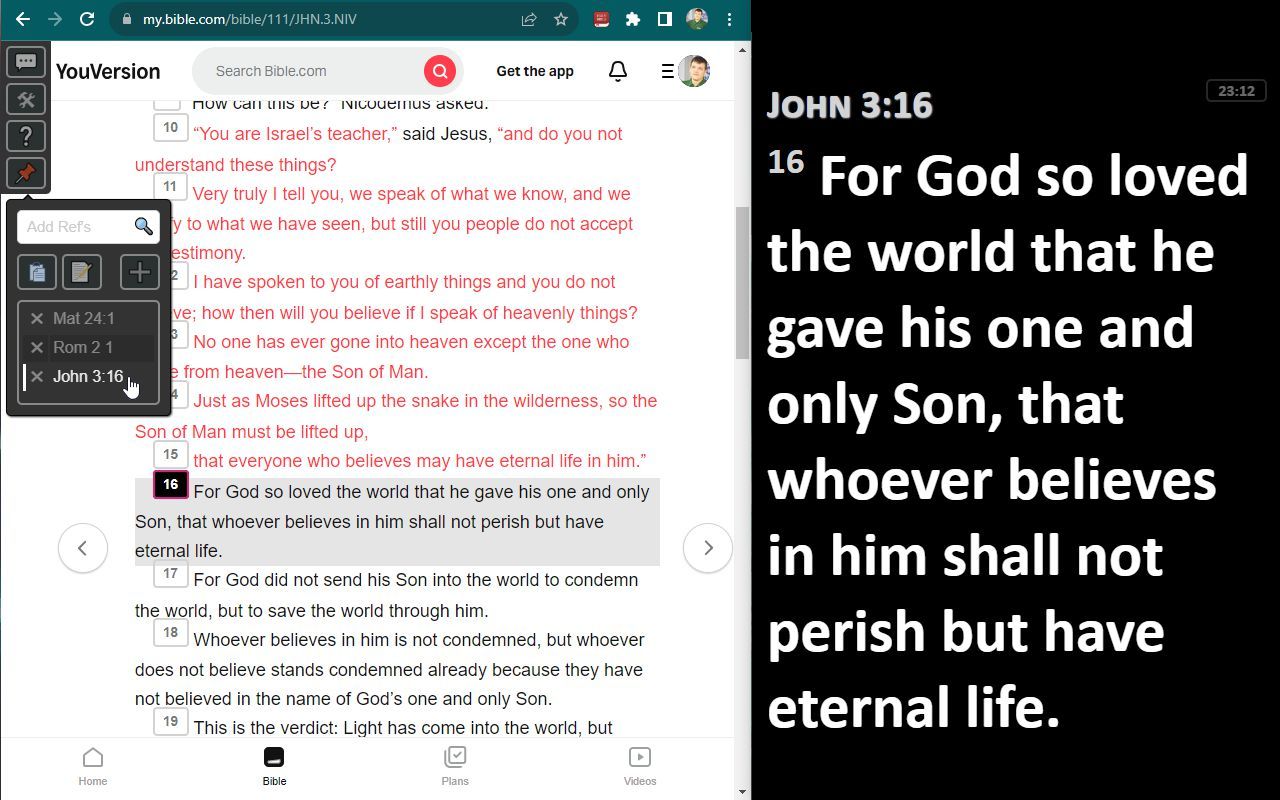 my.bible.com/bible/111/JHN.3.NIV
YouVersion
Search Bible.com
Get the app
How can this be?" Nicodemus asked.
10 “You are Israel’s teacher,” said Jesus, “and do you not
understand these things?
11 Very truly I tell you, we speak of what we know, and we
y to what we have seen, but still you people do not accept
estimony.
2 I have spoken to you of earthly things and you do not
ve; how then will you believe if I speak of heavenly things?
3 No one has ever gone into heaven except the one who
e from heaven—the Son of Man.
4 Just as Moses lifted up the snake in the wilderness, so the
Son of Man must be lifted up,
15 that everyone who believes may have eternal life in him.”
16 For God so loved the world that he gave his one and only
Son, that whoever believes in him shall not perish but have
eternal life.
17 For God did not send his Son into the world to condemn
the world, but to save the world through him.
18 Whoever believes in him is not condemned, but whoever
does not believe stands condemned already because they have
not believed in the name of God’s one and only Son.
19 This is the verdict: Light has come into the world, but
Add Ref's
Mat 24:1
Rom 2 1
John 3:16
Home
Bible
Plans
Videos
John 3:16
23:12
16 For God so loved
the world that he
gave his one and
only Son, that
whoever believes
in him shall not
perish but have
eternal life.